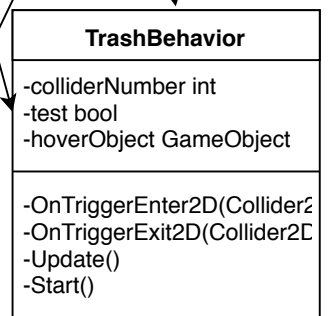 TrashBehavior
-colliderNumber int
-test bool
-hoverObject GameObject
-OnTriggerEnter2D(Collider2
-OnTriggerExit2D(Collider2D
-Update()
-Start()